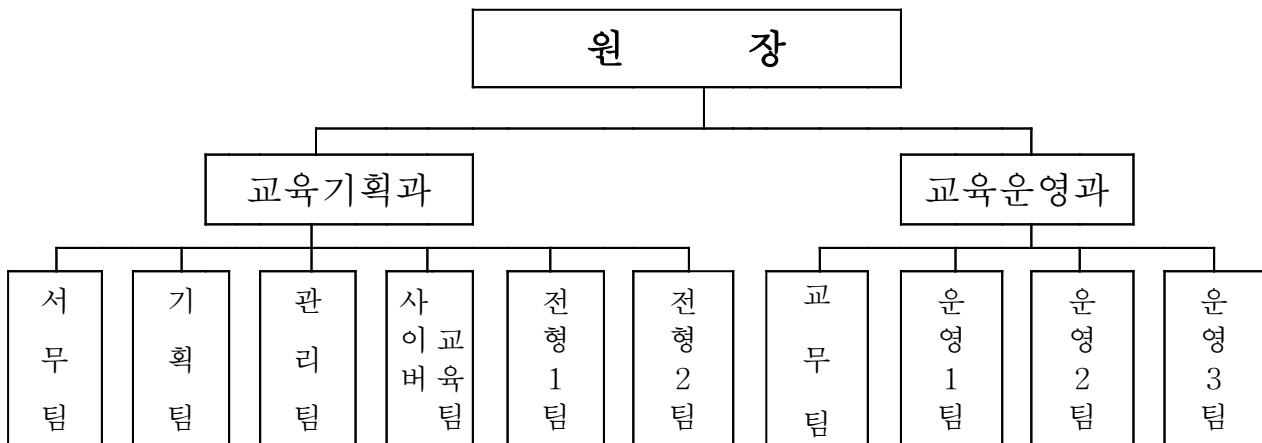 원 장
교육기획과
교육운영과
서무팀
기획팀
관리팀
사이버
교육팀
전형1팀
전형2팀
교무팀
운영1팀
운영2팀
운영3팀